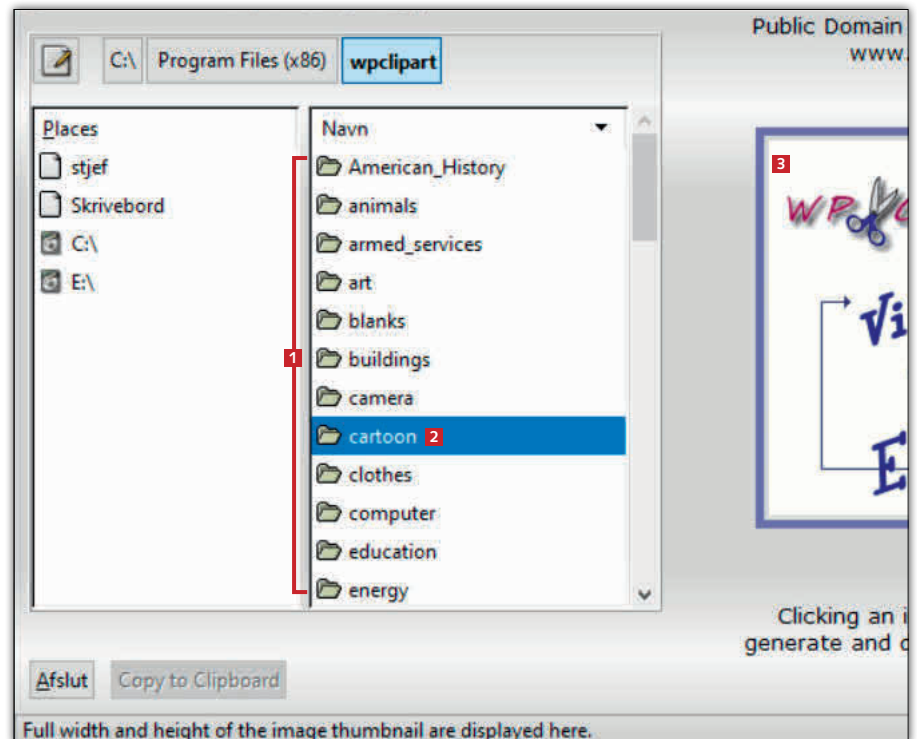 Public Domain
www.
C:\ Program Files (x86) wpclipart
Places
stjef
Skrivebord
C:\
E:\
Navn
American_History
animals
armed_services
art
blanks
buildings
camera
cartoon 2
clothes
computer
education
energy
1
3
WP
Vi
E
Clicking an i
generate and
Afslut Copy to Clipboard
Full width and height of the image thumbnail are displayed here.